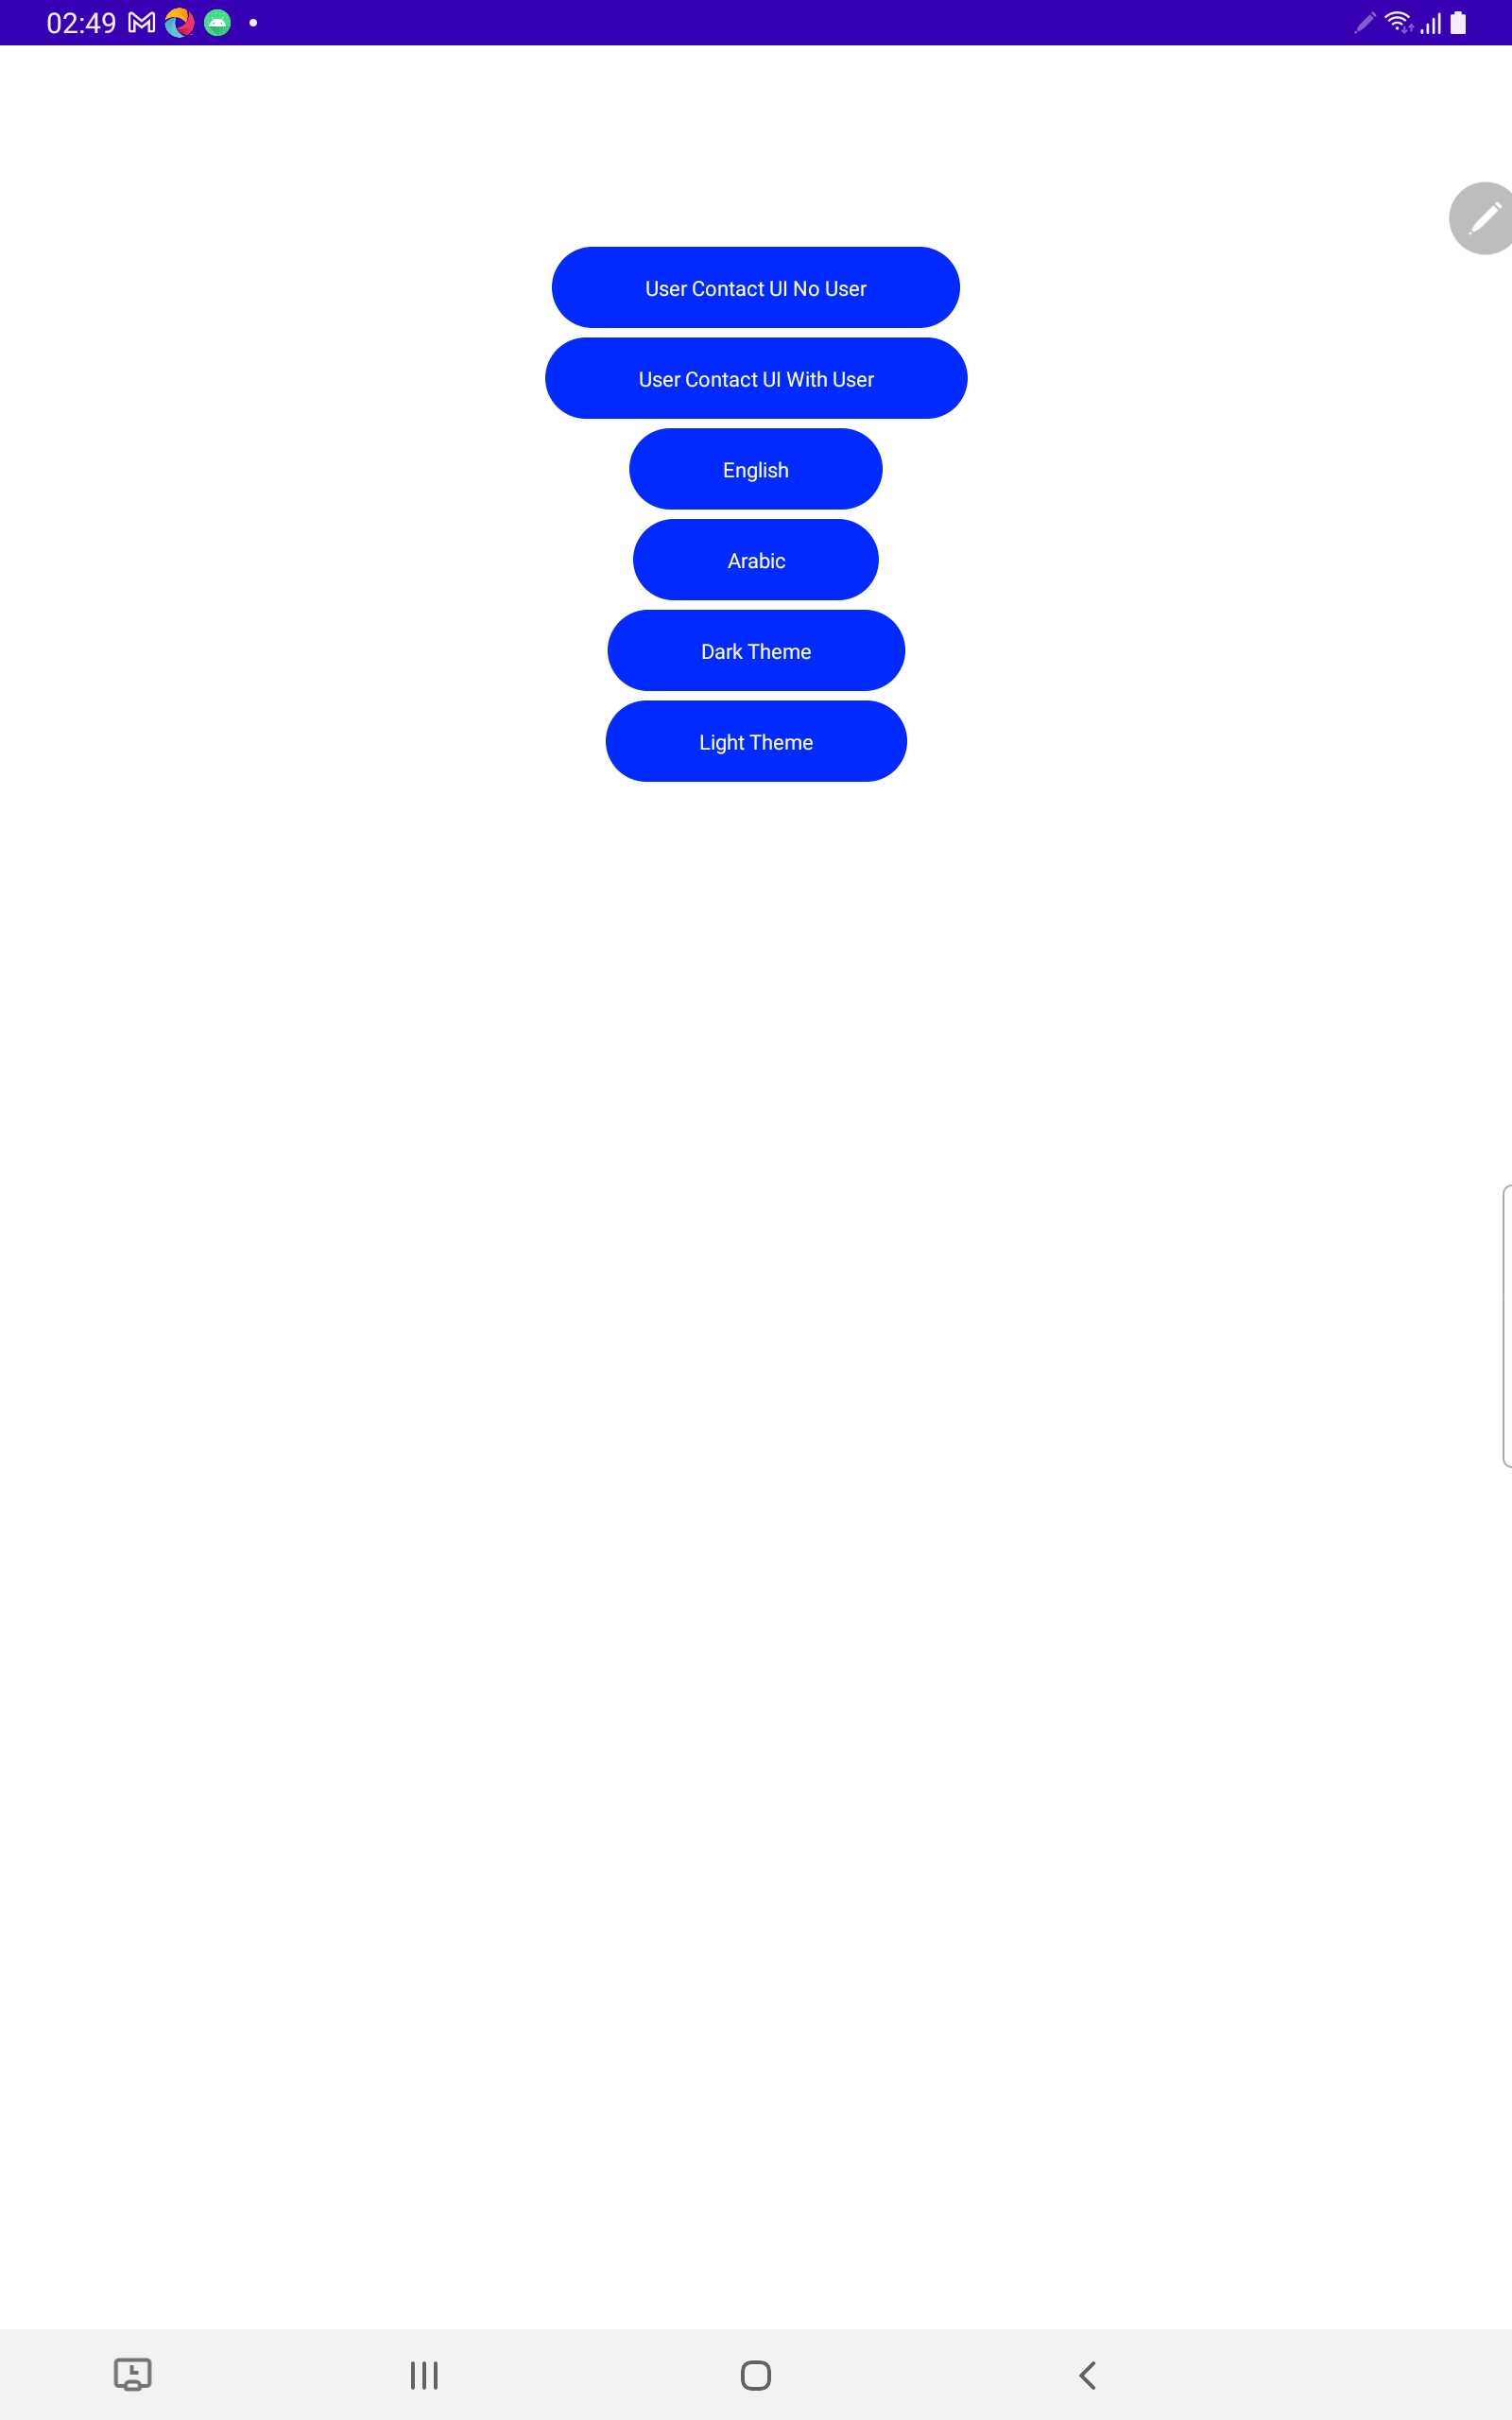 02:49
User Contact UI No User
User Contact UI With User
English
Arabic
Dark Theme
Light Theme